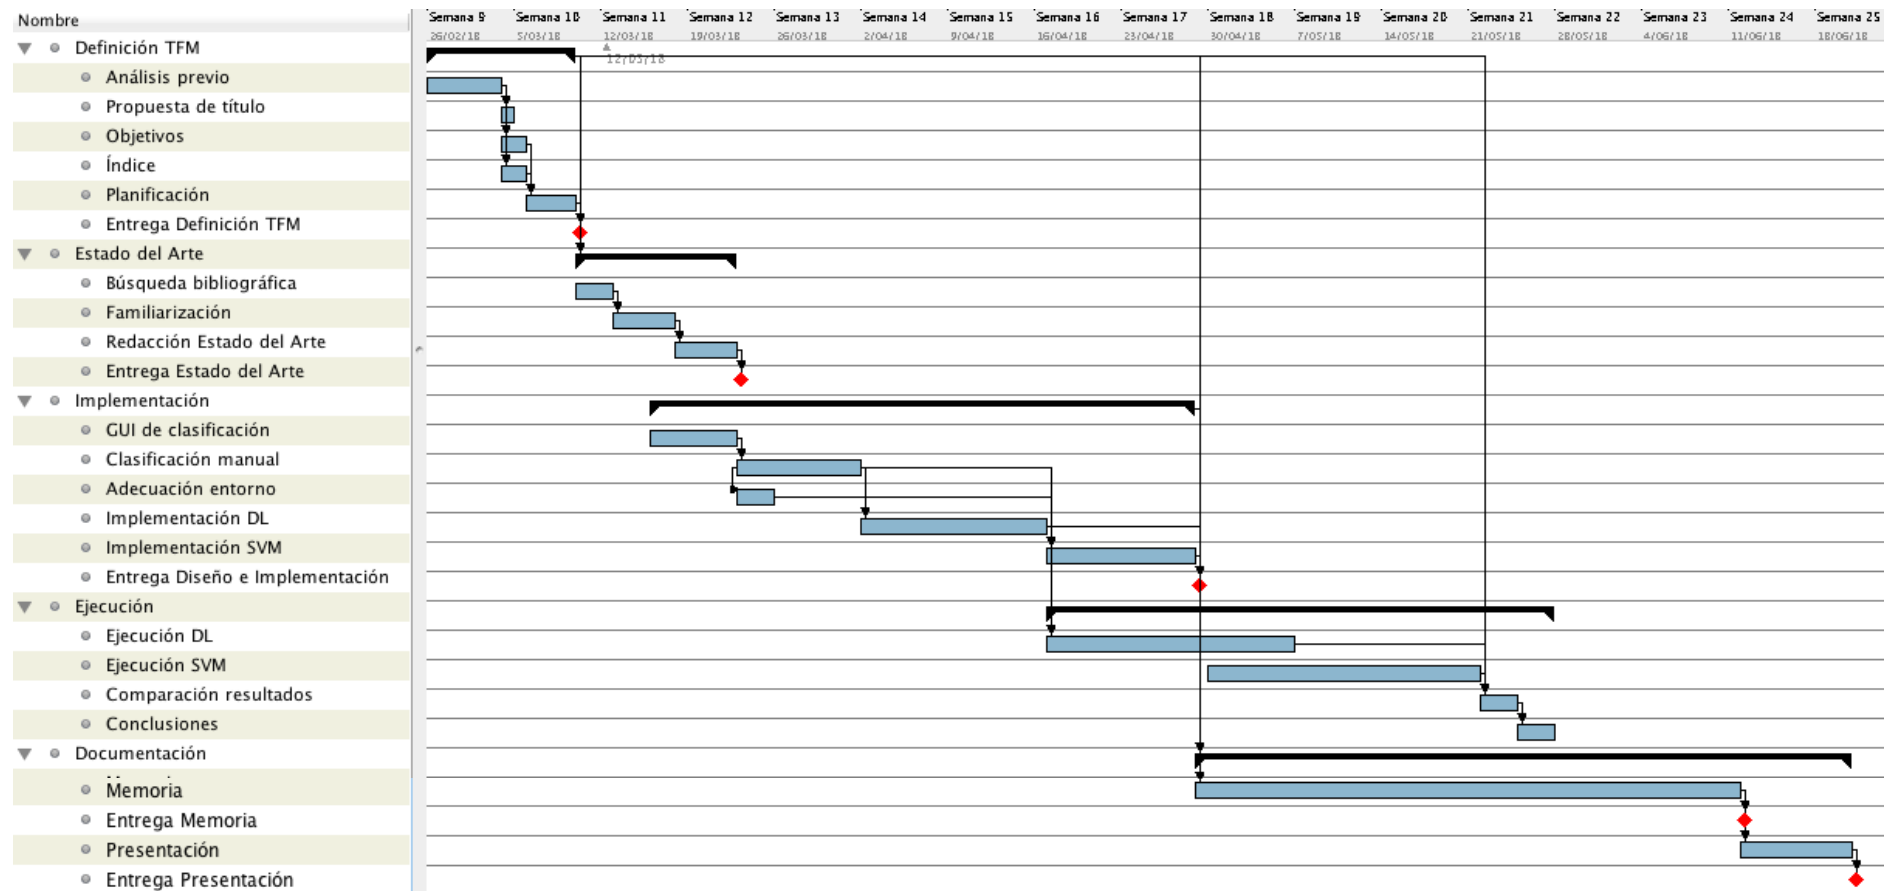 Nombre
Semana 9 Semana 10 Semana 11 Semana 12 Semana 13 Semana 14 Semana 15 Semana 16 Semana 17 Semana 18 Semana 19 Semana 20 Semana 21 Semana 22 Semana 23 Semana 24 Semana 25
26/02/18 5/03/18 12/03/18 19/03/18 26/03/18 2/04/18 9/04/18 16/04/18 23/04/18 30/04/18 7/05/18 14/05/18 21/05/18 28/05/18 4/06/18 11/06/18 18/06/18
12/03/18
Definición TFM
Análisis previo
Propuesta de título
Objetivos
Índice
Planificación
Entrega Definición TFM
Estado del Arte
Búsqueda bibliográfica
Familiarización
Redacción Estado del Arte
Entrega Estado del Arte
Implementación
GUI de clasificación
Clasificación manual
Adecuación entorno
Implementación DL
Implementación SVM
Entrega Diseño e Implementación
Ejecución
Ejecución DL
Ejecución SVM
Comparación resultados
Conclusiones
Documentación
Memoria
Entrega Memoria
Presentación
Entrega Presentación